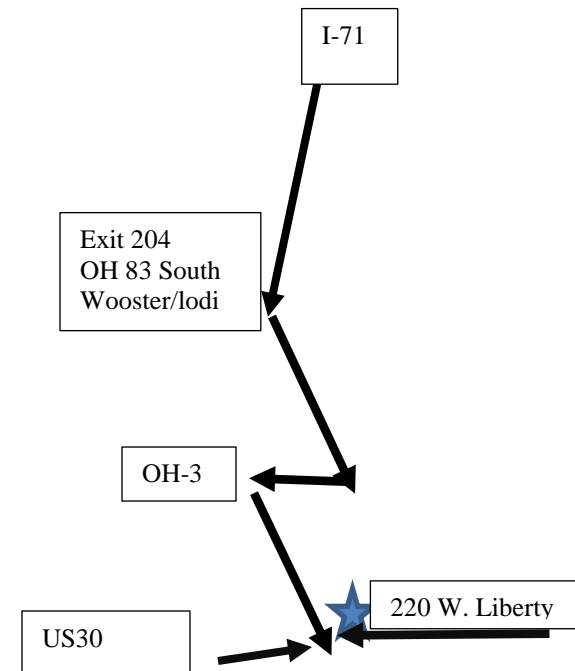 I-71
Exit 204
OH 83 South
Wooster/lodi
OH-3
220 W. Liberty
US30